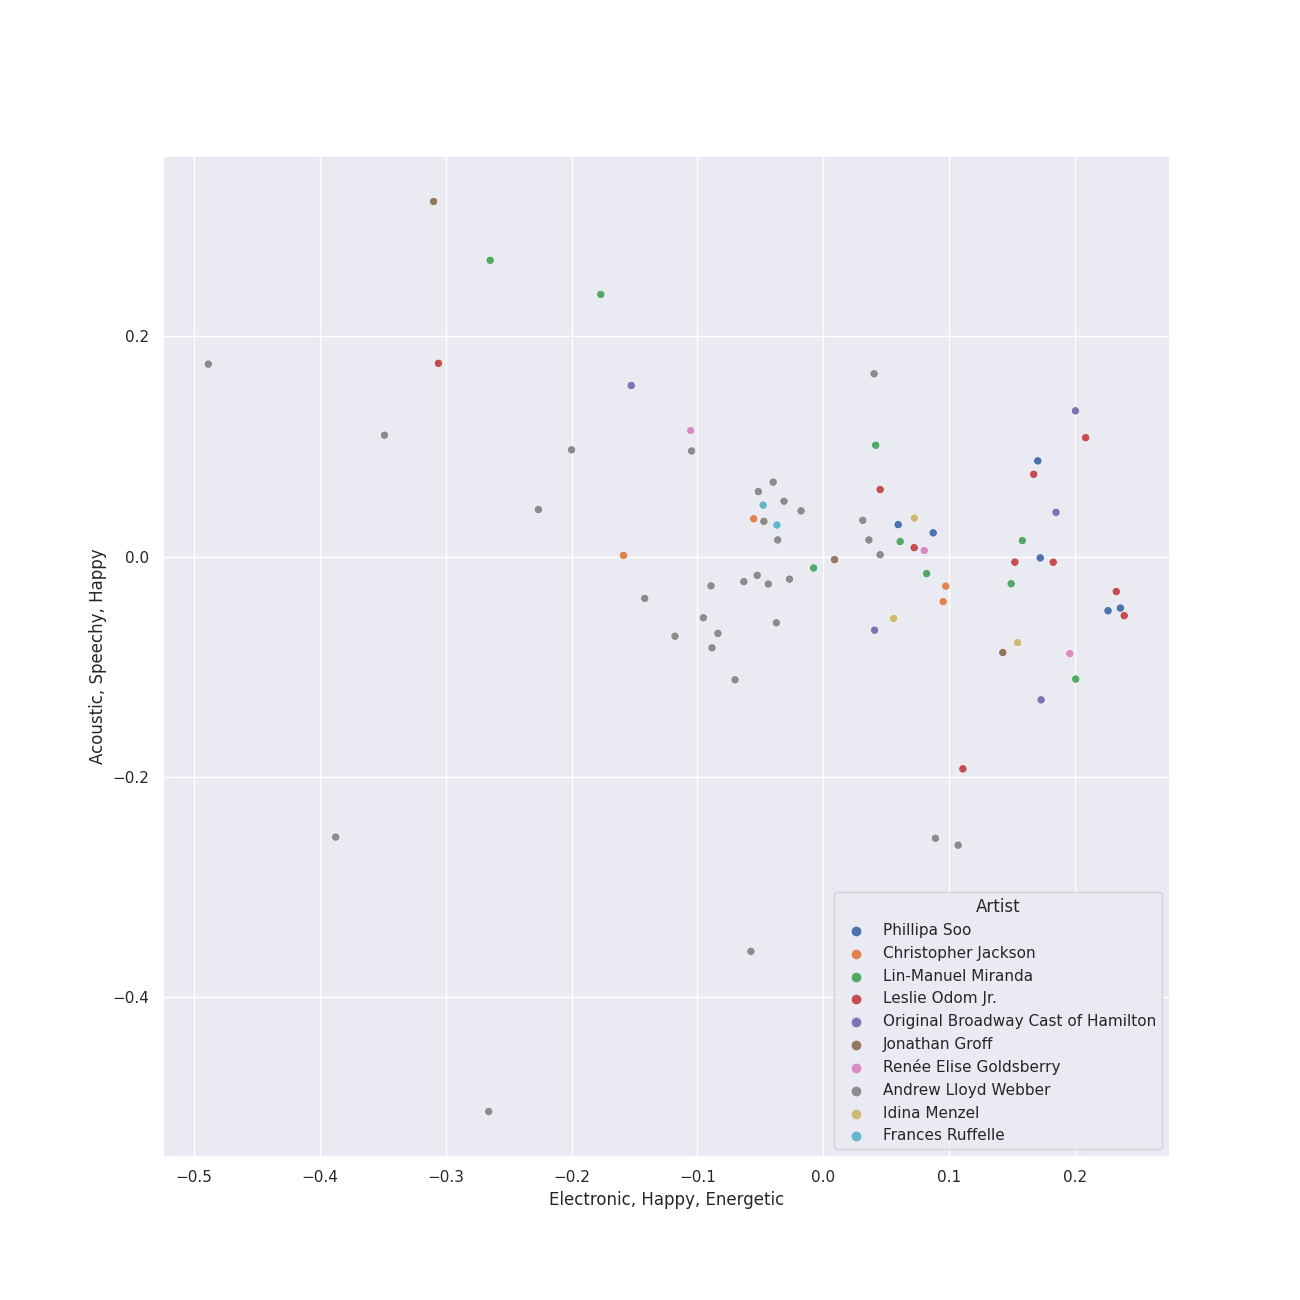 0.2
0.0
−0.2
−0.4
Acoustic, Speechy, Happy
−0.5
−0.4
−0.3
−0.2
−0.1
0.0
0.1
0.2
Electronic, Happy, Energetic
Artist
Phillipa Soo
Christopher Jackson
Lin-Manuel Miranda
Leslie Odom Jr.
Original Broadway Cast of Hamilton
Jonathan Groff
Renée Elise Goldsberry
Andrew Lloyd Webber
Idina Menzel
Frances Ruffelle